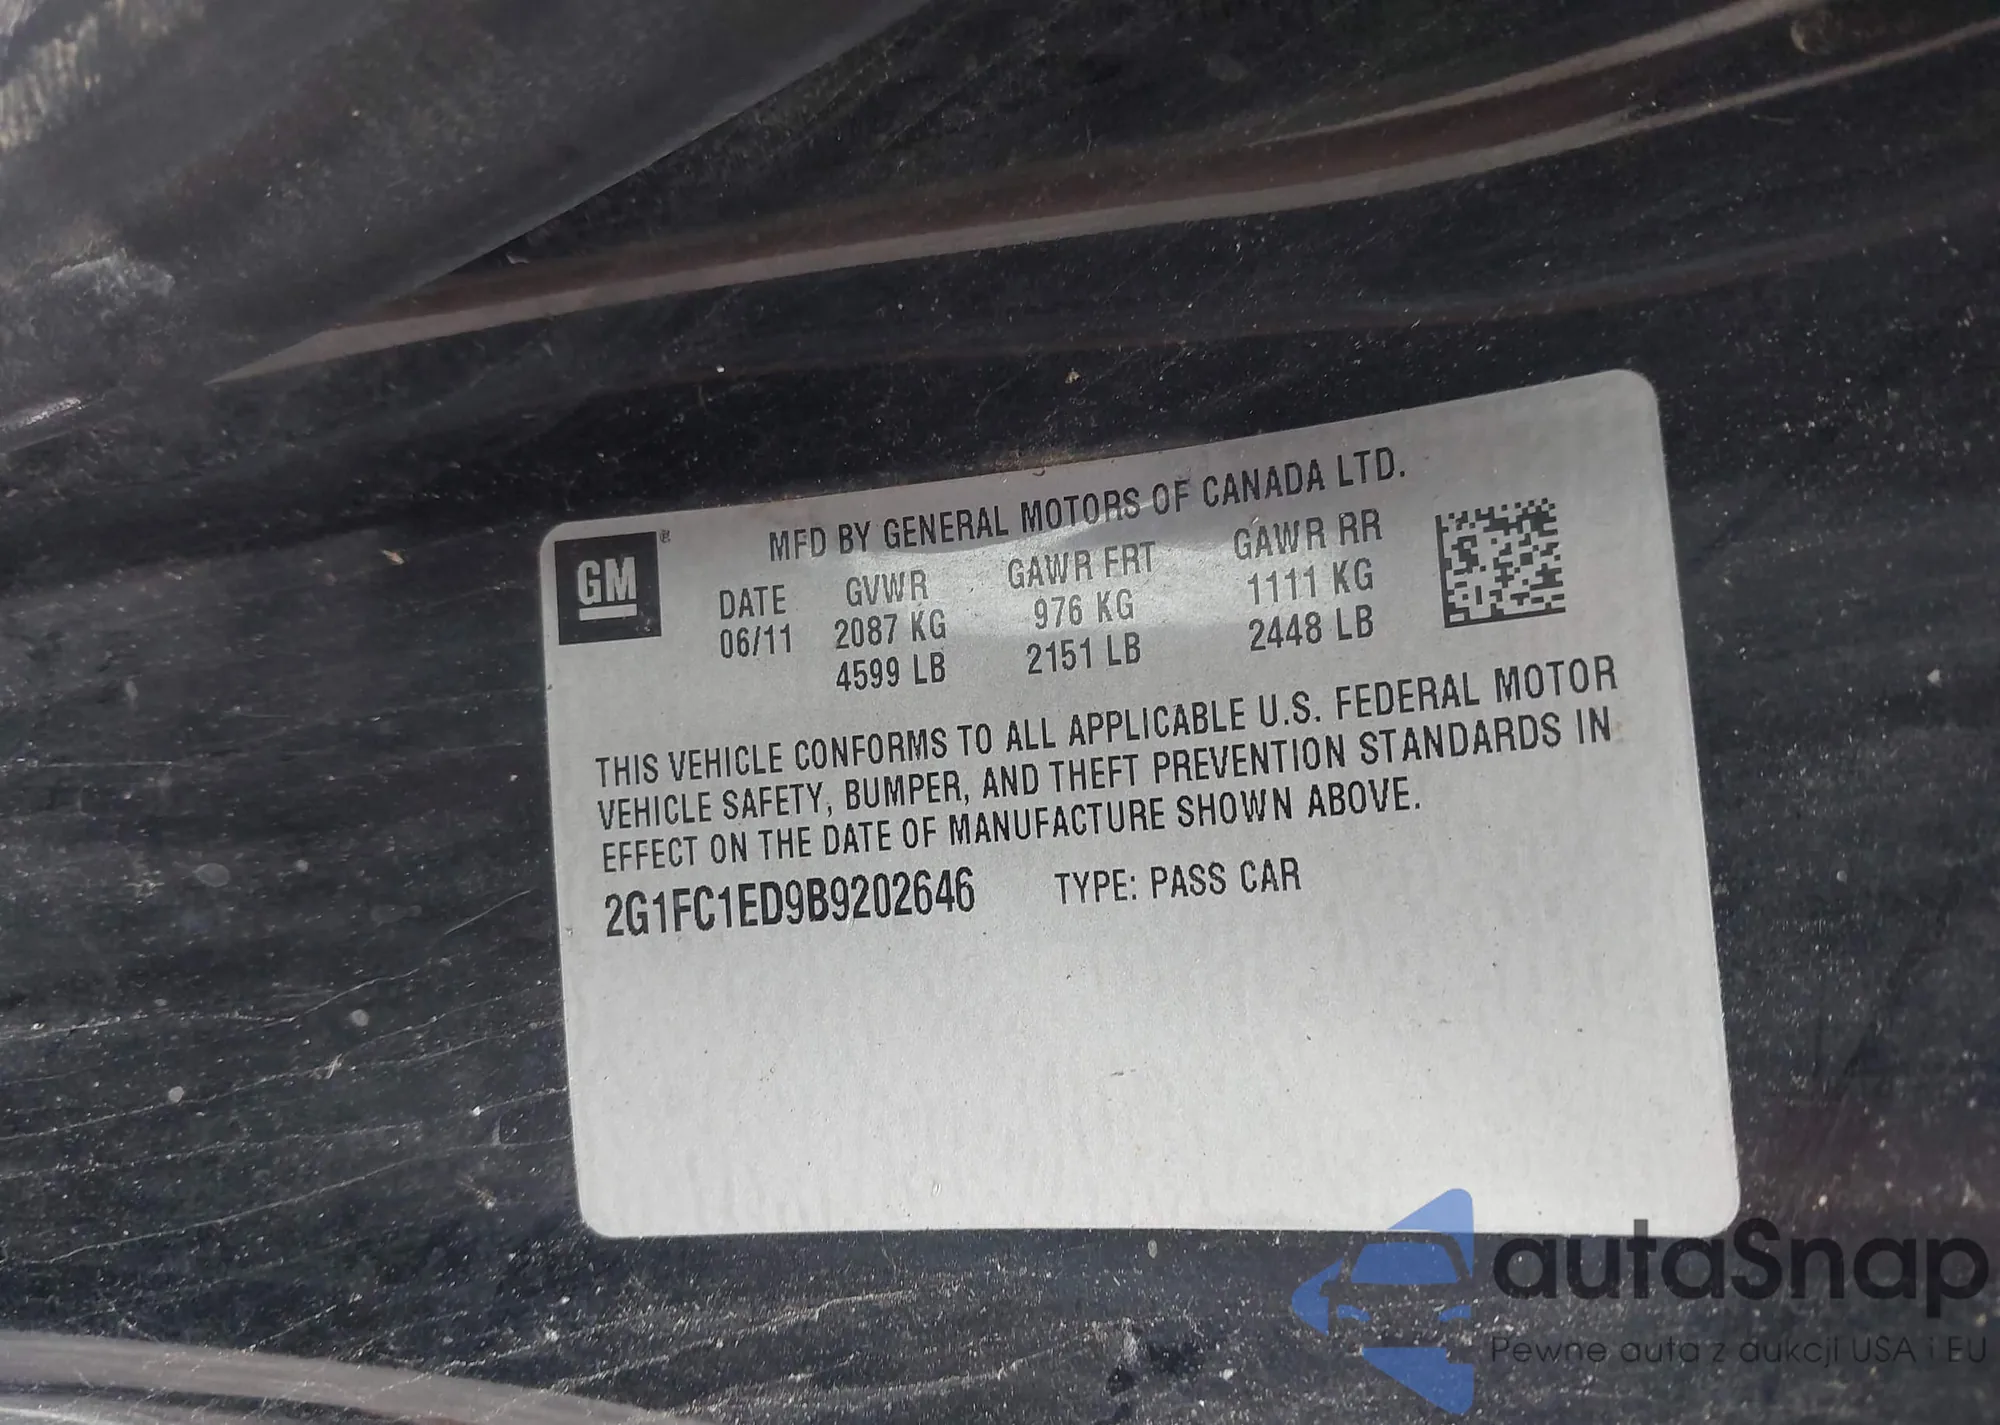 MFD BY GENERAL MOTORS OF CANADA LTD.
GM ®
DATE GVWR GAWR FRT GAWR RR
06/11 2087 KG 976 KG 1111 KG
4599 LB 2151 LB 2448 LB
THIS VEHICLE CONFORMS TO ALL APPLICABLE U.S. FEDERAL MOTOR
VEHICLE SAFETY, BUMPER, AND THEFT PREVENTION STANDARDS IN
EFFECT ON THE DATE OF MANUFACTURE SHOWN ABOVE.
2G1FC1ED9B9202646 TYPE: PASS CAR
autaSnap
Pewne auta z aukcji USA i EU